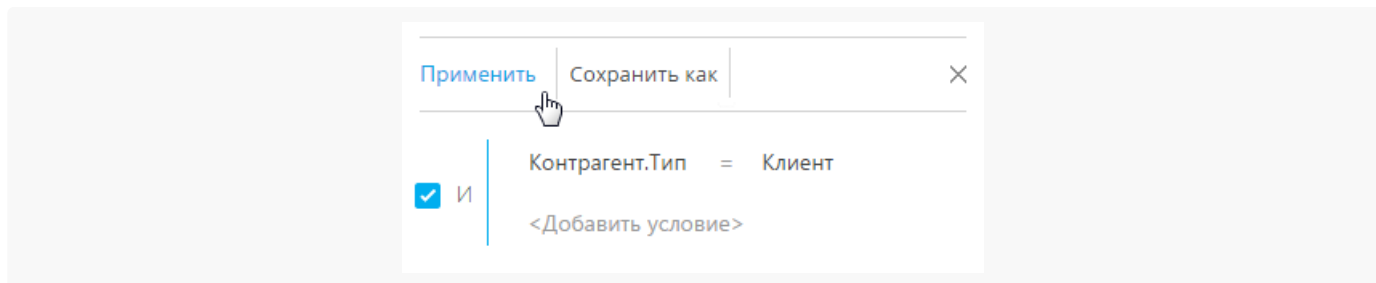 Применить Сохранить как
Контрагент.Тип = Клиент
И
<Добавить условие>